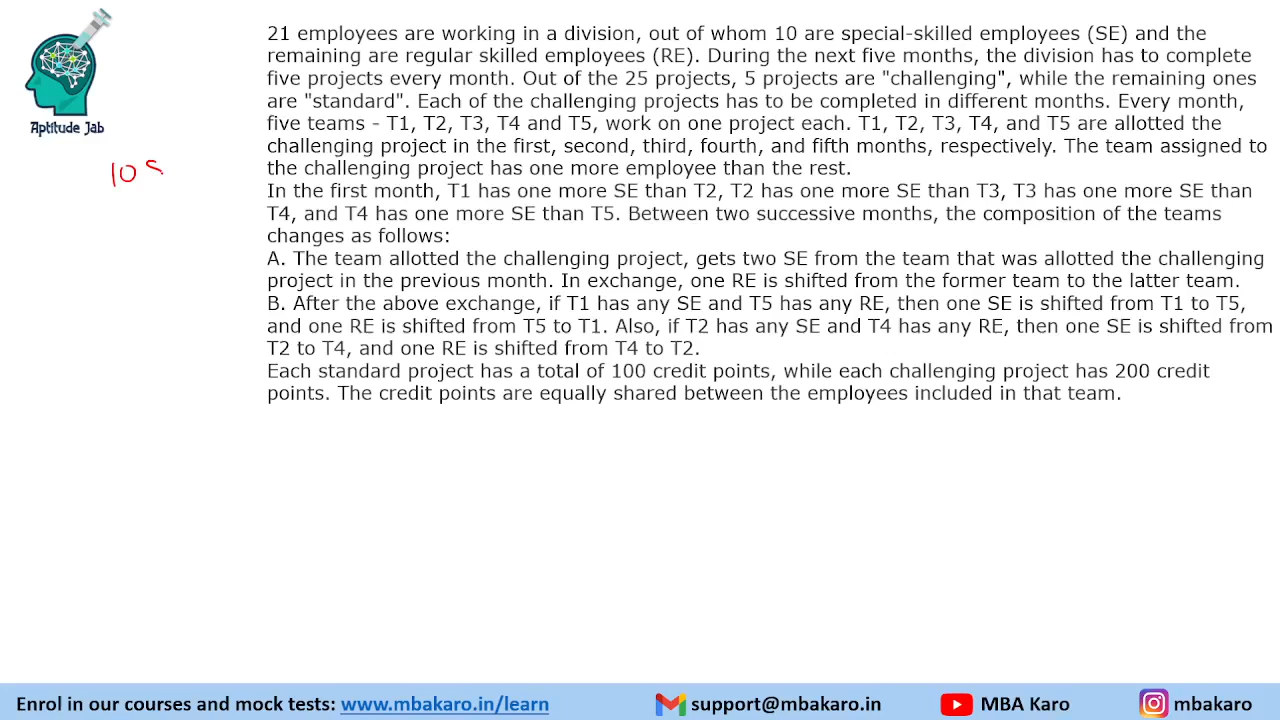 21 employees are working in a division, out of whom 10 are special-skilled employees (SE) and the
remaining are regular skilled employees (RE). During the next five months, the division has to complete
five projects every month. Out of the 25 projects, 5 projects are "challenging", while the remaining ones
are "standard". Each of the challenging projects has to be completed in different months. Every month,
five teams - T1, T2, T3, T4 and T5, work on one project each. T1, T2, T3, T4, and T5 are allotted the
challenging project in the first, second, third, fourth, and fifth months, respectively. The team assigned to
the challenging project has one more employee than the rest.
In the first month, T1 has one more SE than T2, T2 has one more SE than T3, T3 has one more SE than
T4, and T4 has one more SE than T5. Between two successive months, the composition of the teams
changes as follows:
A. The team allotted the challenging project, gets two SE from the team that was allotted the challenging
project in the previous month. In exchange, one RE is shifted from the former team to the latter team.
B. After the above exchange, if T1 has any SE and T5 has any RE, then one SE is shifted from T1 to T5,
and one RE is shifted from T5 to T1. Also, if T2 has any SE and T4 has any RE, then one SE is shifted from
T2 to T4, and one RE is shifted from T4 to T2.
Each standard project has a total of 100 credit points, while each challenging project has 200 credit
points. The credit points are equally shared between the employees included in that team.
Aptitude Jab
10
Enrol in our courses and mock tests: www.mbakaro.in/learn
support@mbakaro.in
MBA Karo
mbakaro